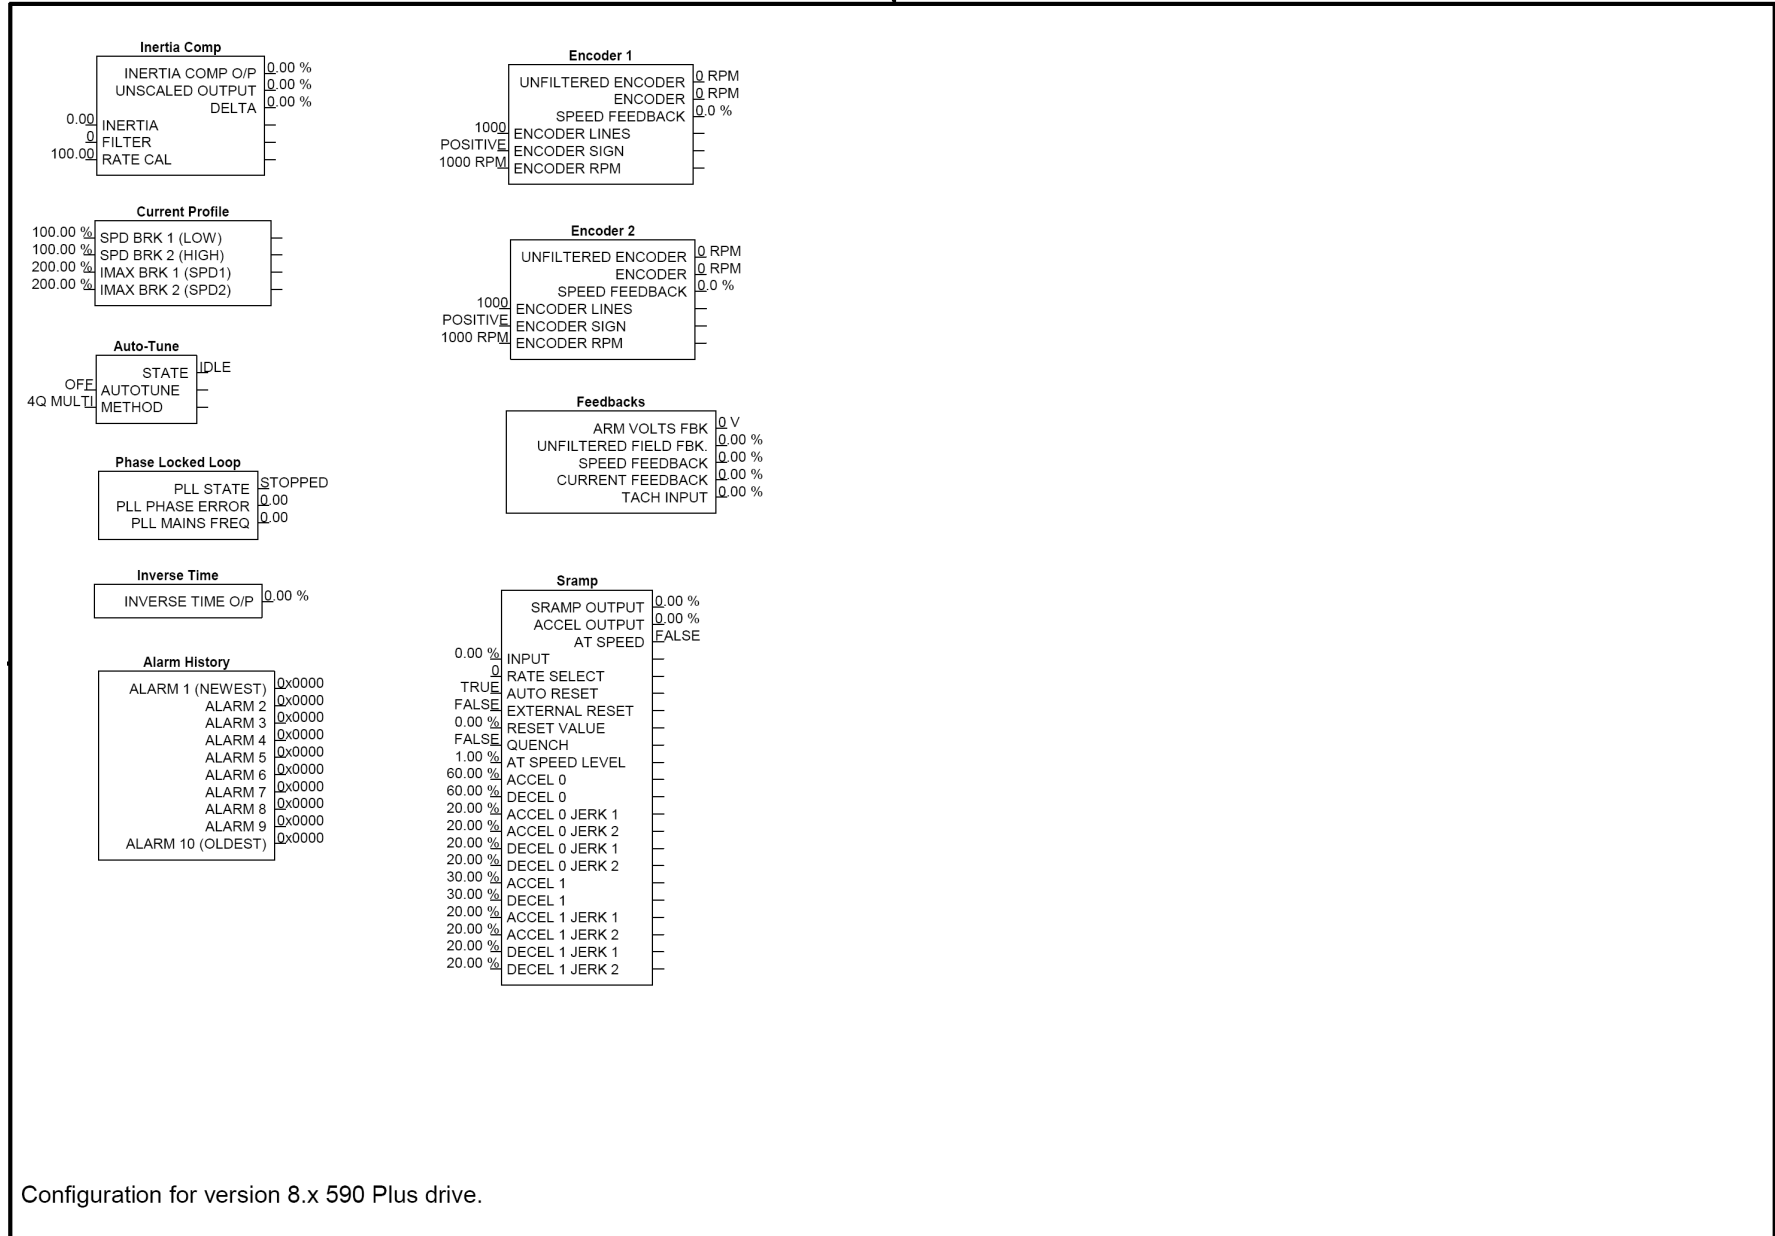 Inertia Comp
INERTIA COMP O/P 0.00 %
UNSCALED OUTPUT 0.00 %
DELTA 0.00 %
0.00 INERTIA
0 FILTER
100.00 RATE CAL
Current Profile
100.00 % SPD BRK 1 (LOW)
100.00 % SPD BRK 2 (HIGH)
200.00 % IMAX BRK 1 (SPD1)
200.00 % IMAX BRK 2 (SPD2)
Auto-Tune
STATE IDLE
OFF AUTOTUNE
4Q MULTI METHOD
Phase Locked Loop
PLL STATE STOPPED
PLL PHASE ERROR 0.00
PLL MAINS FREQ 0.00
Inverse Time
INVERSE TIME O/P 0.00 %
Alarm History
ALARM 1 (NEWEST) 0x0000
ALARM 2 0x0000
ALARM 3 0x0000
ALARM 4 0x0000
ALARM 5 0x0000
ALARM 6 0x0000
ALARM 7 0x0000
ALARM 8 0x0000
ALARM 9 0x0000
ALARM 10 (OLDEST) 0x0000
Encoder 1
UNFILTERED ENCODER 0 RPM
ENCODER 0 RPM
SPEED FEEDBACK 0.0 %
1000 ENCODER LINES
POSITIVE ENCODER SIGN
1000 RPM ENCODER RPM
Encoder 2
UNFILTERED ENCODER 0 RPM
ENCODER 0 RPM
SPEED FEEDBACK 0.0 %
1000 ENCODER LINES
POSITIVE ENCODER SIGN
1000 RPM ENCODER RPM
Feedbacks
ARM VOLTS FBK 0 V
UNFILTERED FIELD FBK. 0.00 %
SPEED FEEDBACK 0.00 %
CURRENT FEEDBACK 0.00 %
TACH INPUT 0.00 %
Sramp
SRAMP OUTPUT 0.00 %
ACCEL OUTPUT 0.00 %
AT SPEED FALSE
0.00 % INPUT
0 RATE SELECT
TRUE AUTO RESET
FALSE EXTERNAL RESET
0.00 % RESET VALUE
FALSE QUENCH
1.00 % AT SPEED LEVEL
60.00 % ACCEL 0
60.00 % DECEL 0
20.00 % ACCEL 0 JERK 1
20.00 % ACCEL 0 JERK 2
20.00 % DECEL 0 JERK 1
20.00 % DECEL 0 JERK 2
30.00 % ACCEL 1
30.00 % DECEL 1
20.00 % ACCEL 1 JERK 1
20.00 % ACCEL 1 JERK 2
20.00 % DECEL 1 JERK 1
20.00 % DECEL 1 JERK 2
Configuration for version 8.x 590 Plus drive.